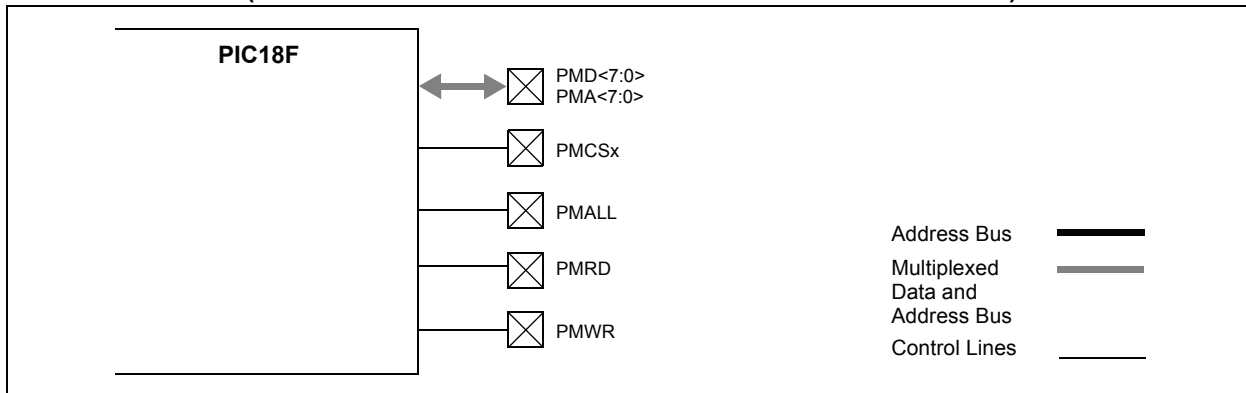 PIC18F
PMD<7:0>
PMA<7:0>
PMCSx
PMALL
PMRD
PMWR
Address Bus
Multiplexed
Data and
Address Bus
Control Lines